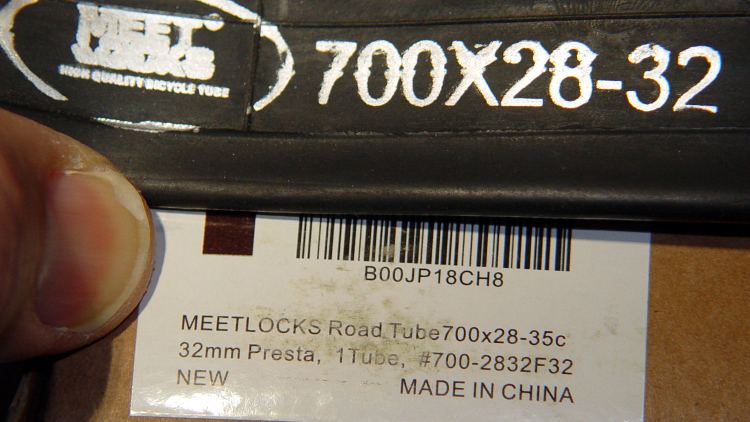 MEET
LOCKS
HIGH QUALITY BICYCLE TUBE
700X28-32
B00JP18CH8
MEETLOCKS Road Tube700x28-35c
32mm Presta, 1Tube, #700-2832F32
NEW MADE IN CHINA